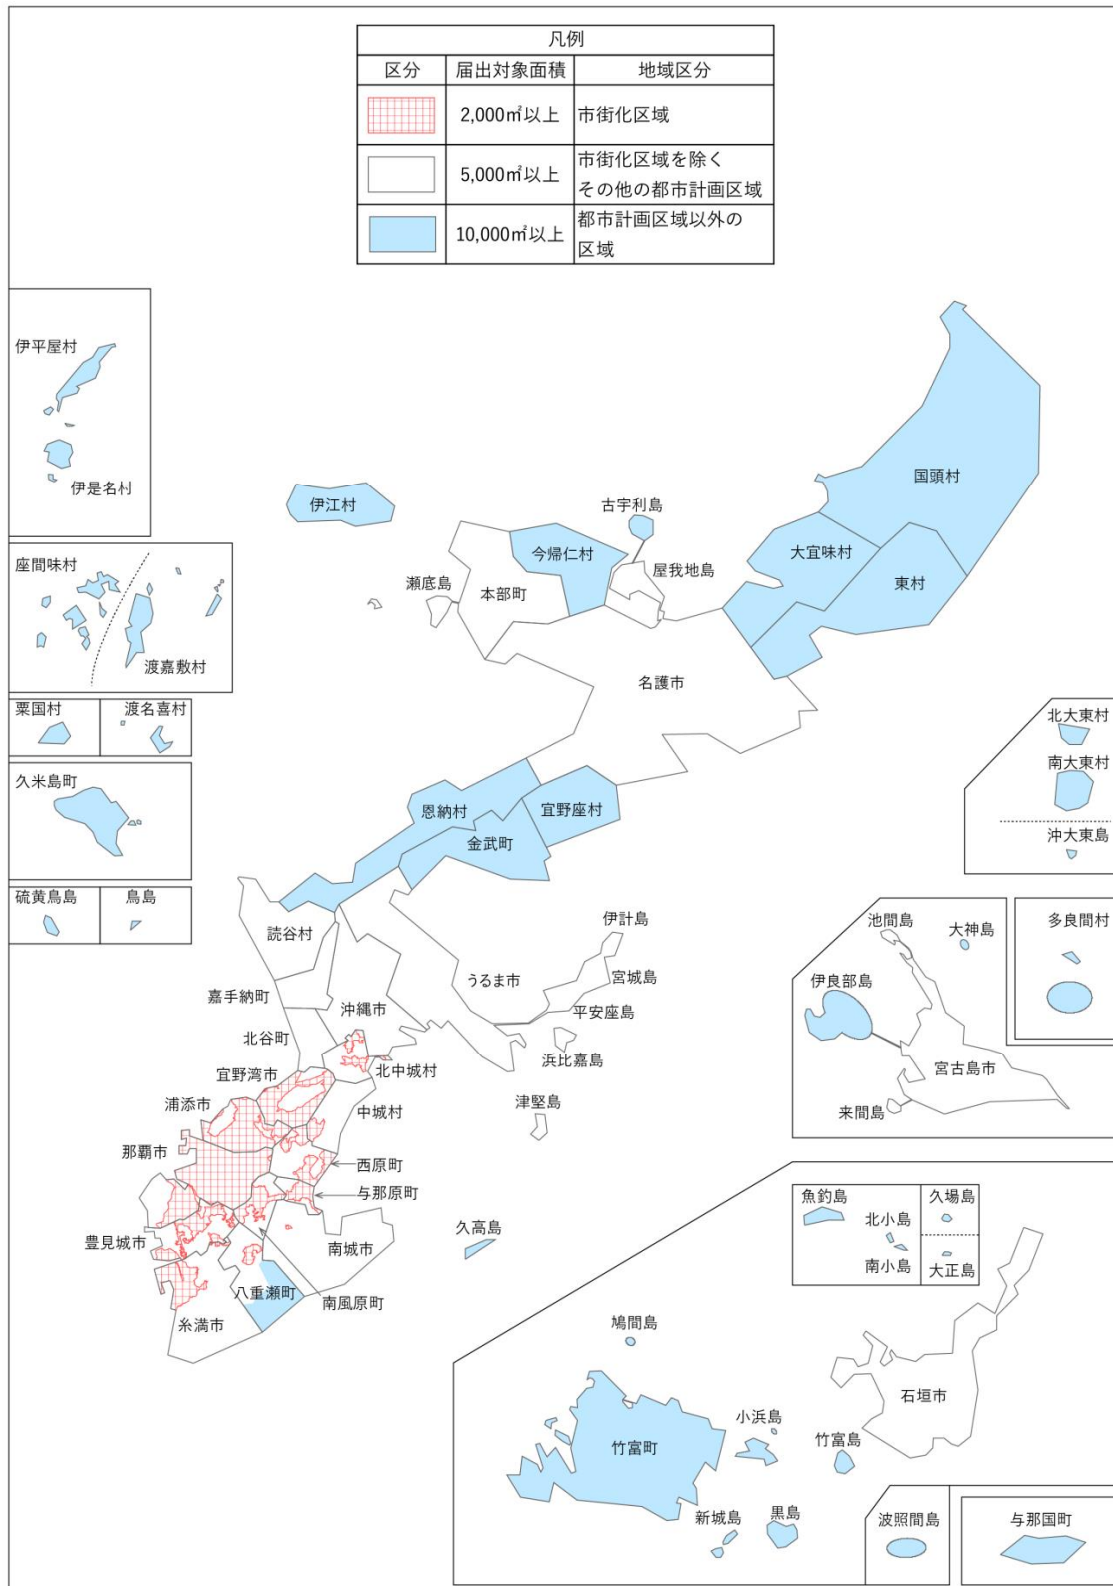 凡例
区分 届出対象面積 地域区分
2,000㎡以上 市街化区域
5,000㎡以上 市街化区域を除く
その他の都市計画区域
10,000㎡以上 都市計画区域以外の
区域
伊平屋村
伊是名村
座間味村
渡嘉敷村
粟国村 渡名喜村
久米島町
硫黄鳥島 鳥島
伊江村
古宇利島
国頭村
今帰仁村
大宜味村
屋我地島
東村
瀬底島
本部町
名護市
北大東村
南大東村
沖大東島
恩納村
宜野座村
金武町
読谷村
伊計島
うるま市
宮城島
嘉手納町
沖縄市
平安座島
北谷町
浜比嘉島
北中城村
宜野湾市
津堅島
浦添市
中城村
那覇市
西原町
与那原町
豊見城市
南城市
久高島
八重瀬町
南風原町
糸満市
池間島
大神島
多良間村
伊良部島
宮古島市
来間島
魚釣島
久場島
北小島
南小島
大正島
鳩間島
石垣市
小浜島
竹富町
竹富島
新城島
黒島
波照間島
与那国町